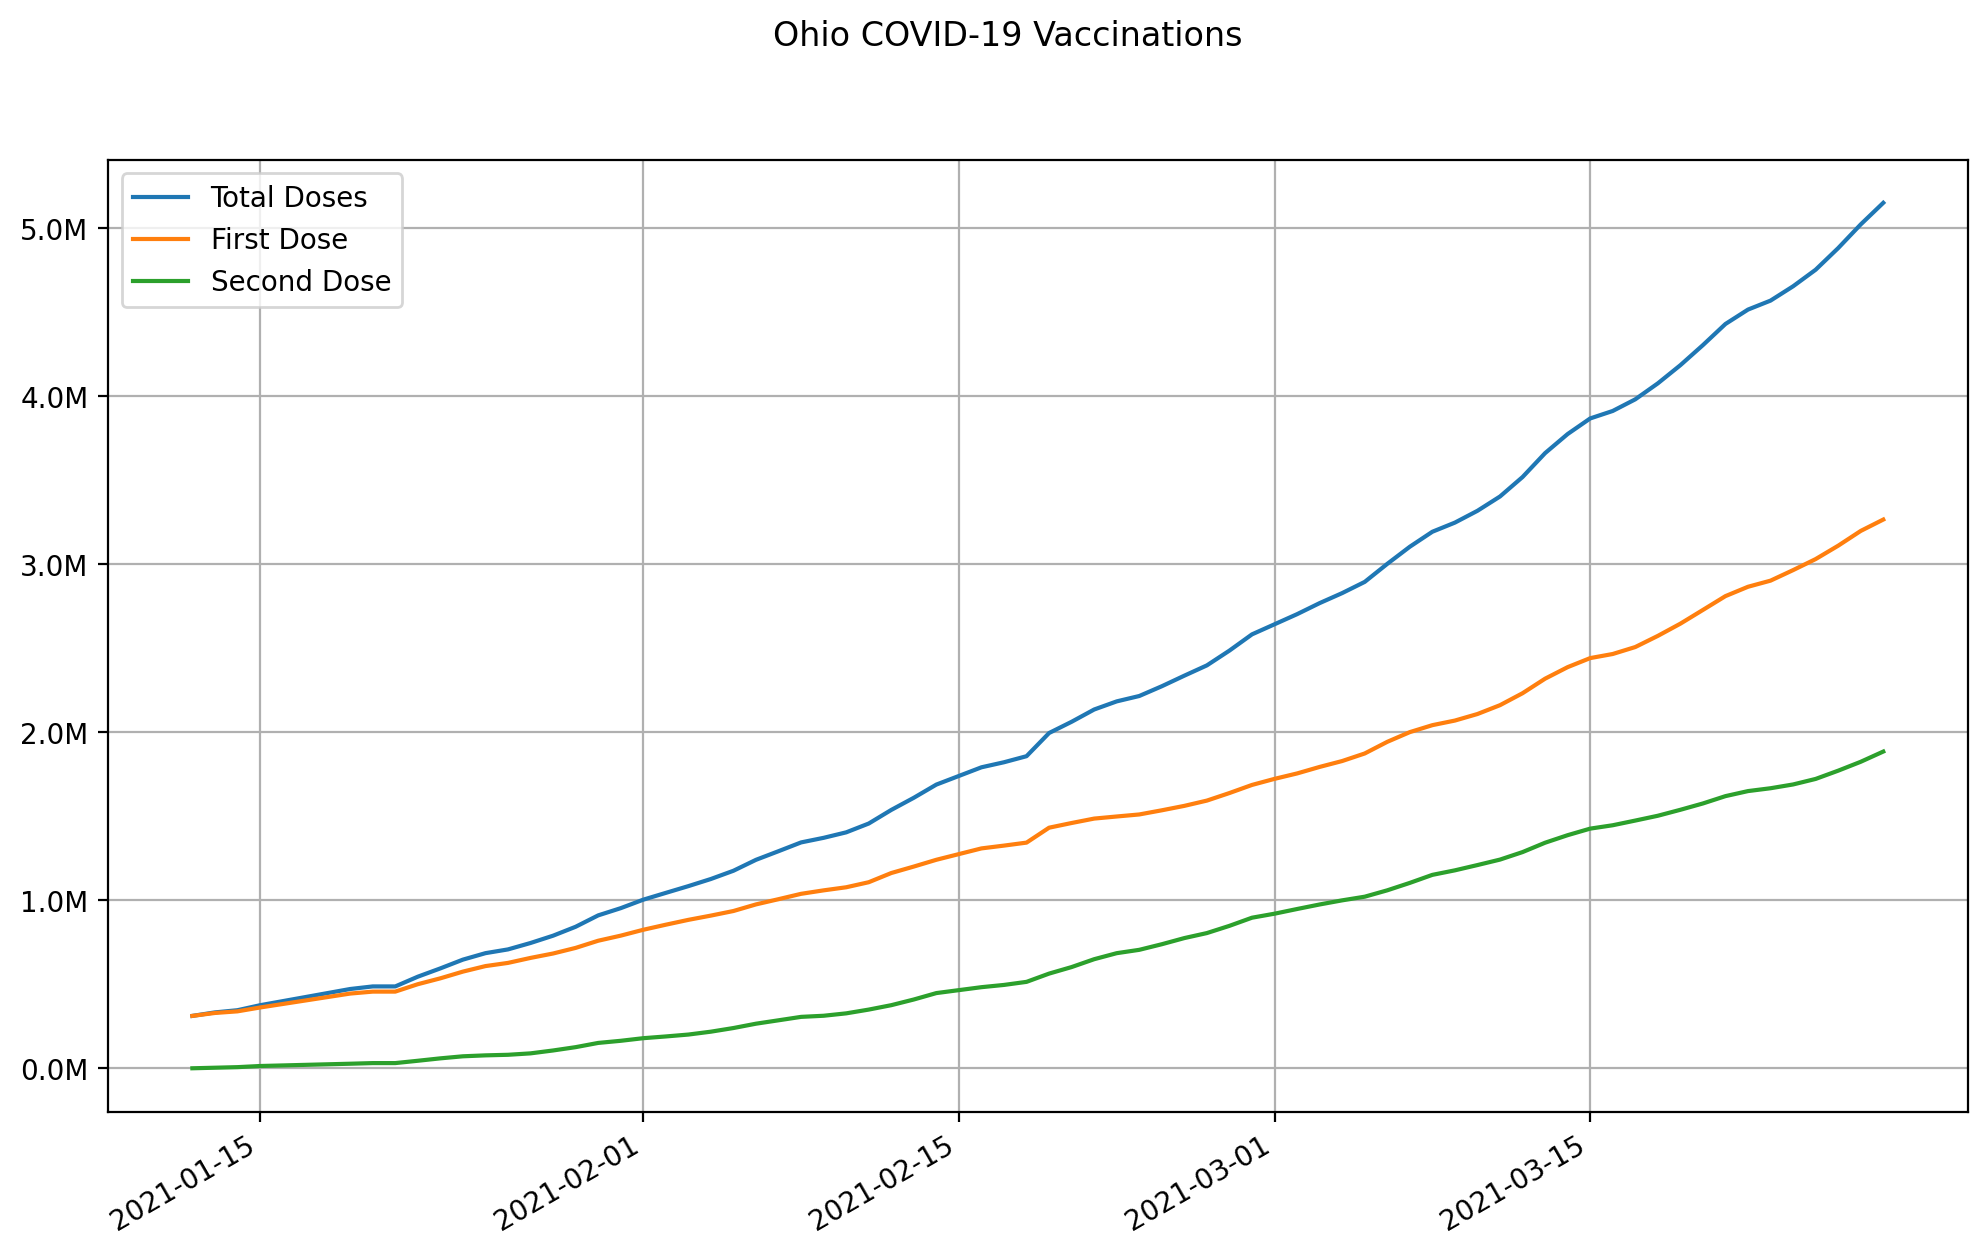 Ohio COVID-19 Vaccinations
Total Doses
First Dose
Second Dose
5.0M
4.0M
3.0M
2.0M
1.0M
0.0M
2021-01-15
2021-02-01
2021-02-15
2021-03-01
2021-03-15